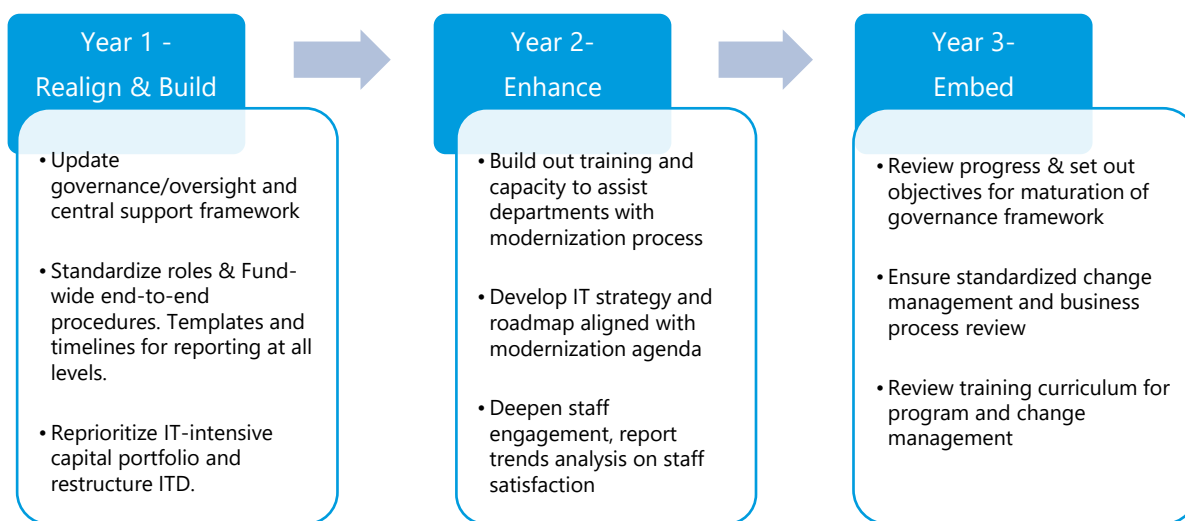 Year 1 -
Realign & Build
• Update
governance/oversight and
central support framework
• Standardize roles & Fund-
wide end-to-end
procedures. Templates and
timelines for reporting at all
levels.
• Reprioritize IT-intensive
capital portfolio and
restructure ITD.
Year 2-
Enhance
• Build out training and
capacity to assist
departments with
modernization process
• Develop IT strategy and
roadmap aligned with
modernization agenda
• Deepen staff
engagement, report
trends analysis on staff
satisfaction
Year 3-
Embed
• Review progress & set out
objectives for maturation of
governance framework
• Ensure standardized change
management and business
process review
• Review training curriculum for
program and change
management